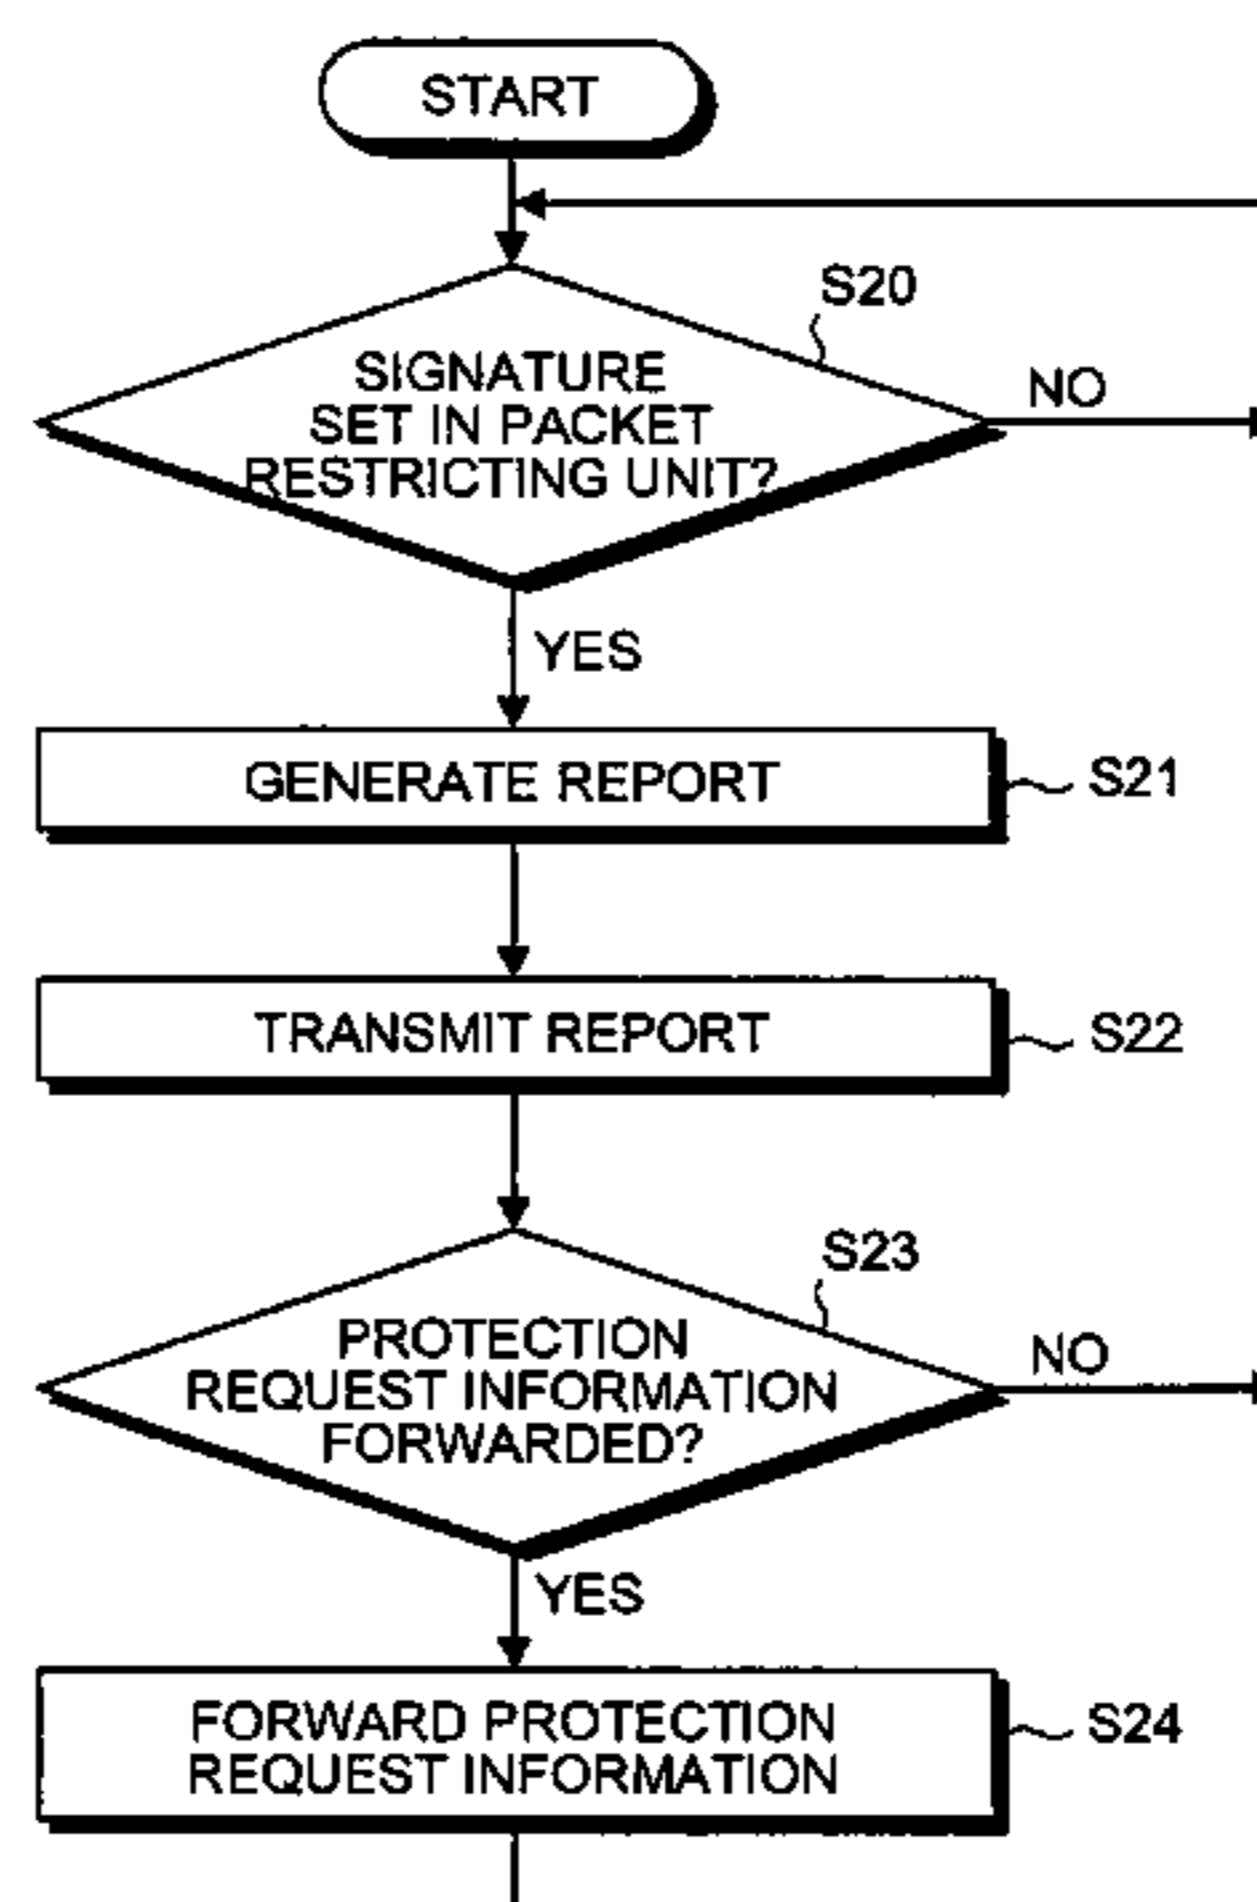 START
S20
SIGNATURE
SET IN PACKET
RESTRICTING UNIT?
NO
YES
GENERATE REPORT
S21
TRANSMIT REPORT
S22
S23
PROTECTION
REQUEST INFORMATION
FORWARDED?
NO
YES
FORWARD PROTECTION
REQUEST INFORMATION
S24